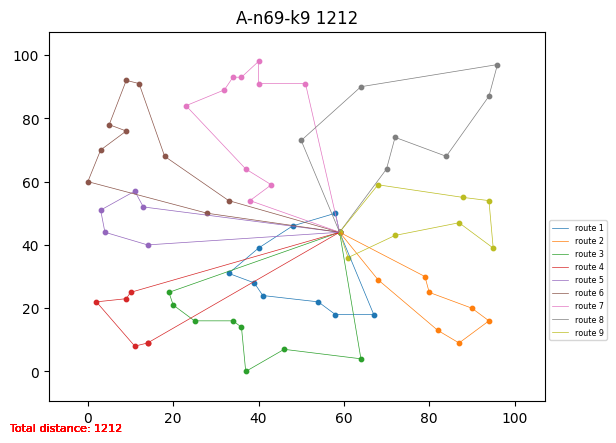 A-n69-k9 1212
100
80
60
40
20
0
0 20 40 60 80 100
route 1
route 2
route 3
route 4
route 5
route 6
route 7
route 8
route 9
Total distance: 1212